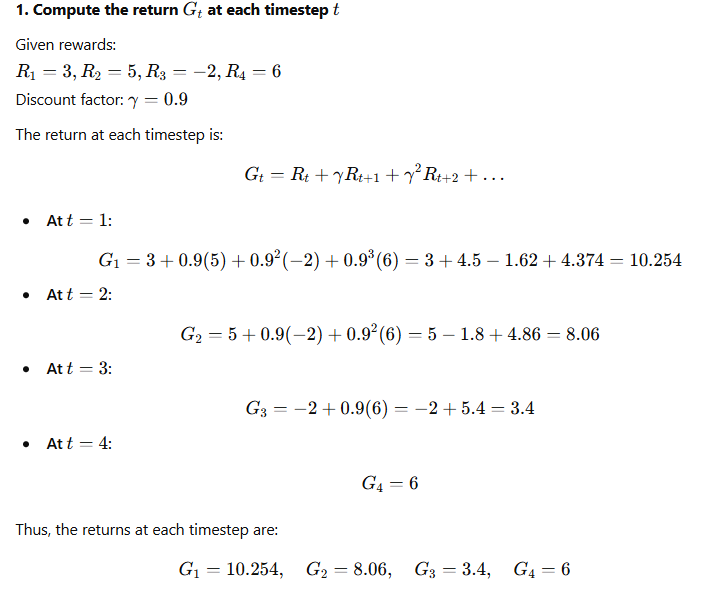 1. Compute the return G_t at each timestep t
Given rewards:
R_1 = 3, R_2 = 5, R_3 = −2, R_4 = 6
Discount factor: γ = 0.9
The return at each timestep is:
G_t = R_t + γR_{t+1} + γ^2 R_{t+2} + …
• At t = 1:
G_1 = 3 + 0.9(5) + 0.9^2(−2) + 0.9^3(6) = 3 + 4.5 − 1.62 + 4.374 = 10.254
• At t = 2:
G_2 = 5 + 0.9(−2) + 0.9^2(6) = 5 − 1.8 + 4.86 = 8.06
• At t = 3:
G_3 = −2 + 0.9(6) = −2 + 5.4 = 3.4
• At t = 4:
G_4 = 6
Thus, the returns at each timestep are:
G_1 = 10.254, G_2 = 8.06, G_3 = 3.4, G_4 = 6